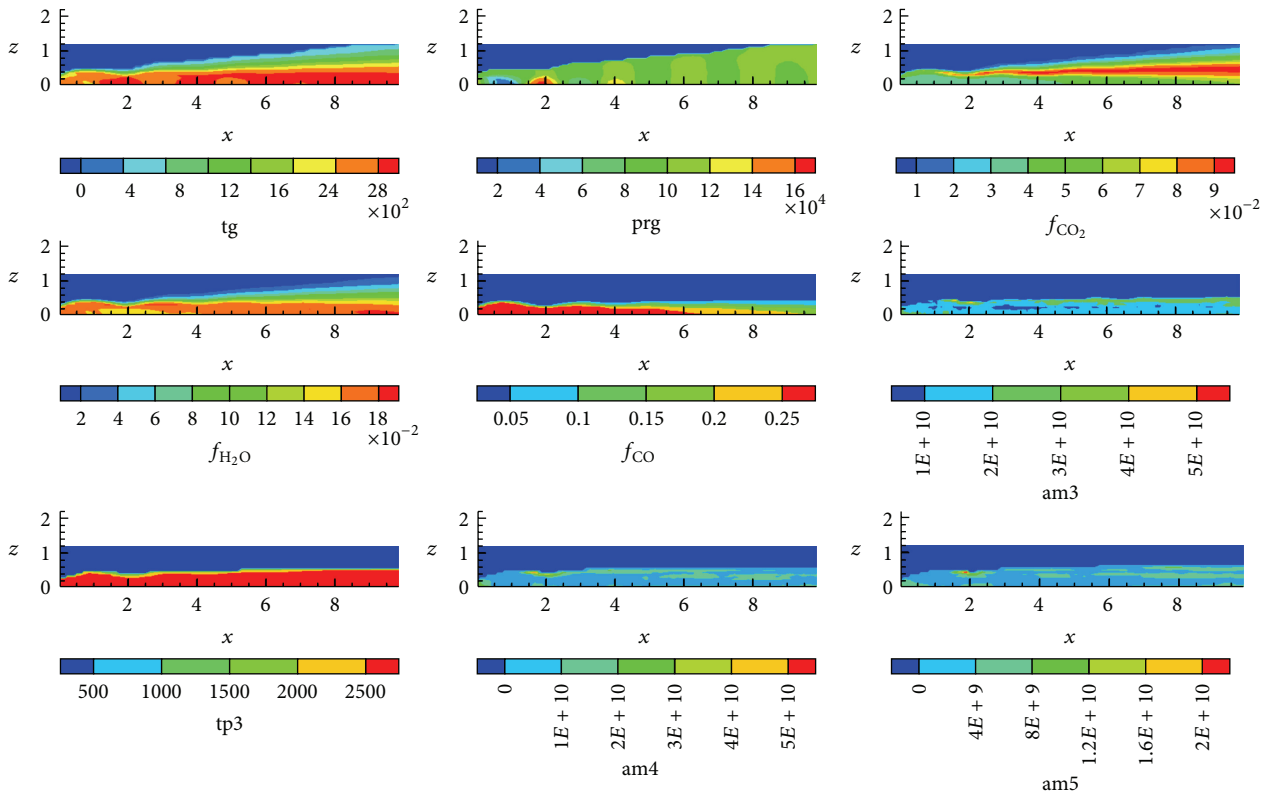 z
2
1
0
2 4 6 8
x
0 4 8 12 16 24 28
×10²
tg
2
1
0
2 4 6 8
x
2 4 6 8 10 12 14 16
×10⁴
prg
z
2
1
0
2 4 6 8
x
1 2 3 4 5 6 7 8 9
×10⁻²
f_CO₂
z
2
1
0
2 4 6 8
x
2 4 6 8 10 12 14 16 18
×10⁻²
f_H₂O
2
1
0
2 4 6 8
x
0.05 0.1 0.15 0.2 0.25
f_CO
z
2
1
0
2 4 6 8
x
1E + 10
2E + 10
3E + 10
4E + 10
5E + 10
am3
z
2
1
0
2 4 6 8
x
500 1000 1500 2000 2500
tp3
2
1
0
2 4 6 8
x
0
1E + 10
2E + 10
3E + 10
4E + 10
5E + 10
am4
z
2
1
0
2 4 6 8
x
0
4E + 9
8E + 9
1.2E + 10
1.6E + 10
2E + 10
am5